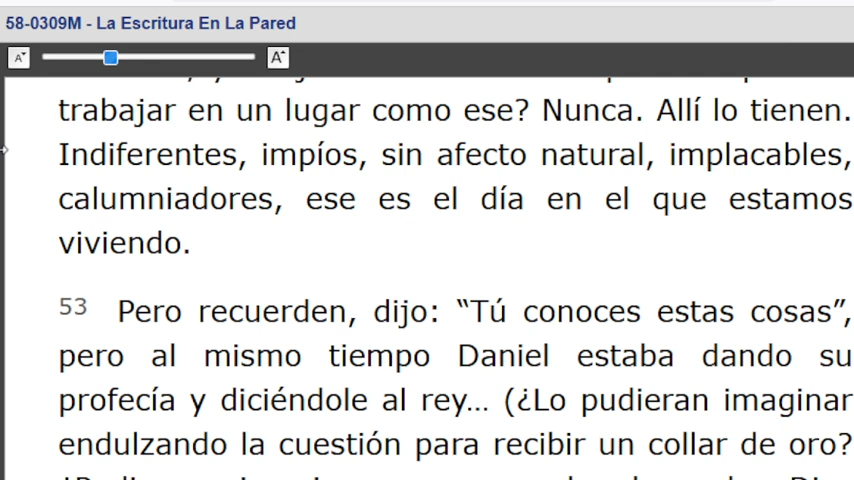 58-0309M - La Escritura En La Pared
A A
trabajar en un lugar como ese? Nunca. Allí lo tienen.
Indiferentes, impíos, sin afecto natural, implacables,
calumniadores, ese es el día en el que estamos
viviendo.
53 Pero recuerden, dijo: “Tú conoces estas cosas”,
pero al mismo tiempo Daniel estaba dando su
profecía y diciéndole al rey... (¿Lo pudieran imaginar
endulzando la cuestión para recibir un collar de oro?